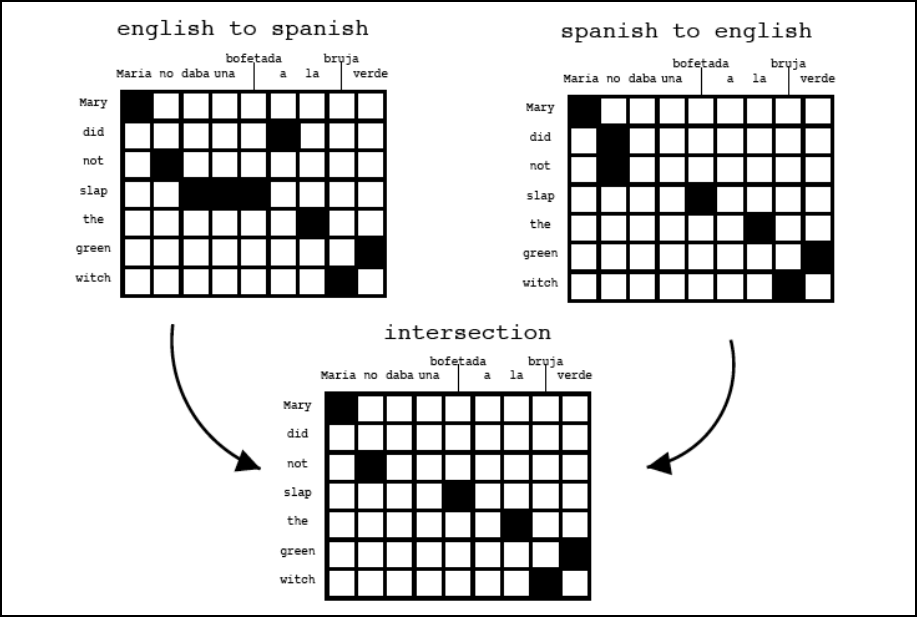 english to spanish
bofetada bruja
Maria no daba una a la verde
Mary
did
not
slap
the
green
witch
spanish to english
bofetada bruja
Maria no daba una a la verde
Mary
did
not
slap
the
green
witch
intersection
bofetada bruja
Maria no daba una a la verde
Mary
did
not
slap
the
green
witch